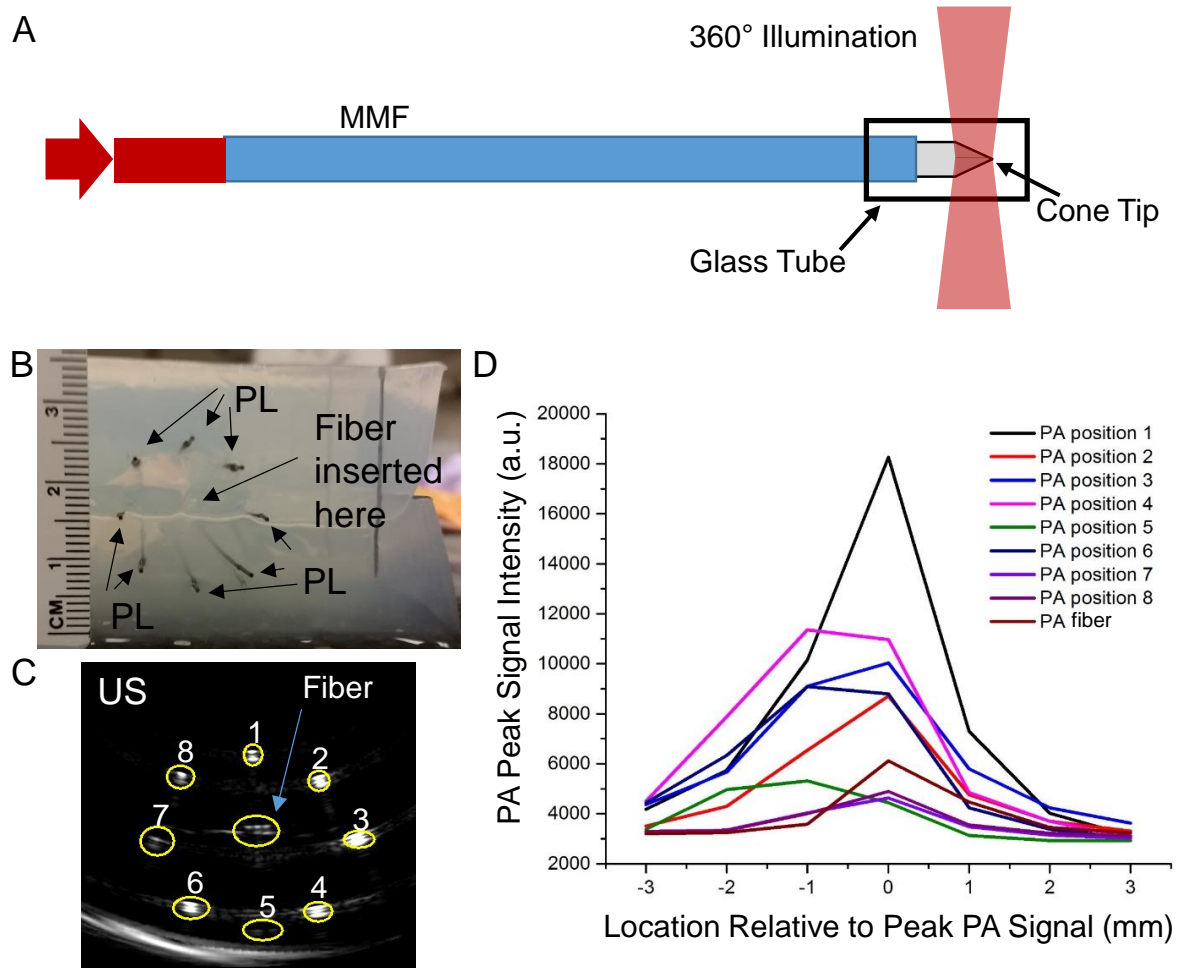 A
360° Illumination
MMF
Cone Tip
Glass Tube
B
PL
Fiber
inserted
here
PL
PL
3
2
1
CM
C
US
Fiber
1
2
3
4
5
6
7
8
D
PA Peak Signal Intensity (a.u.)
20000
18000
16000
14000
12000
10000
8000
6000
4000
2000
-3
-2
-1
0
1
2
3
Location Relative to Peak PA Signal (mm)
PA position 1
PA position 2
PA position 3
PA position 4
PA position 5
PA position 6
PA position 7
PA position 8
PA fiber